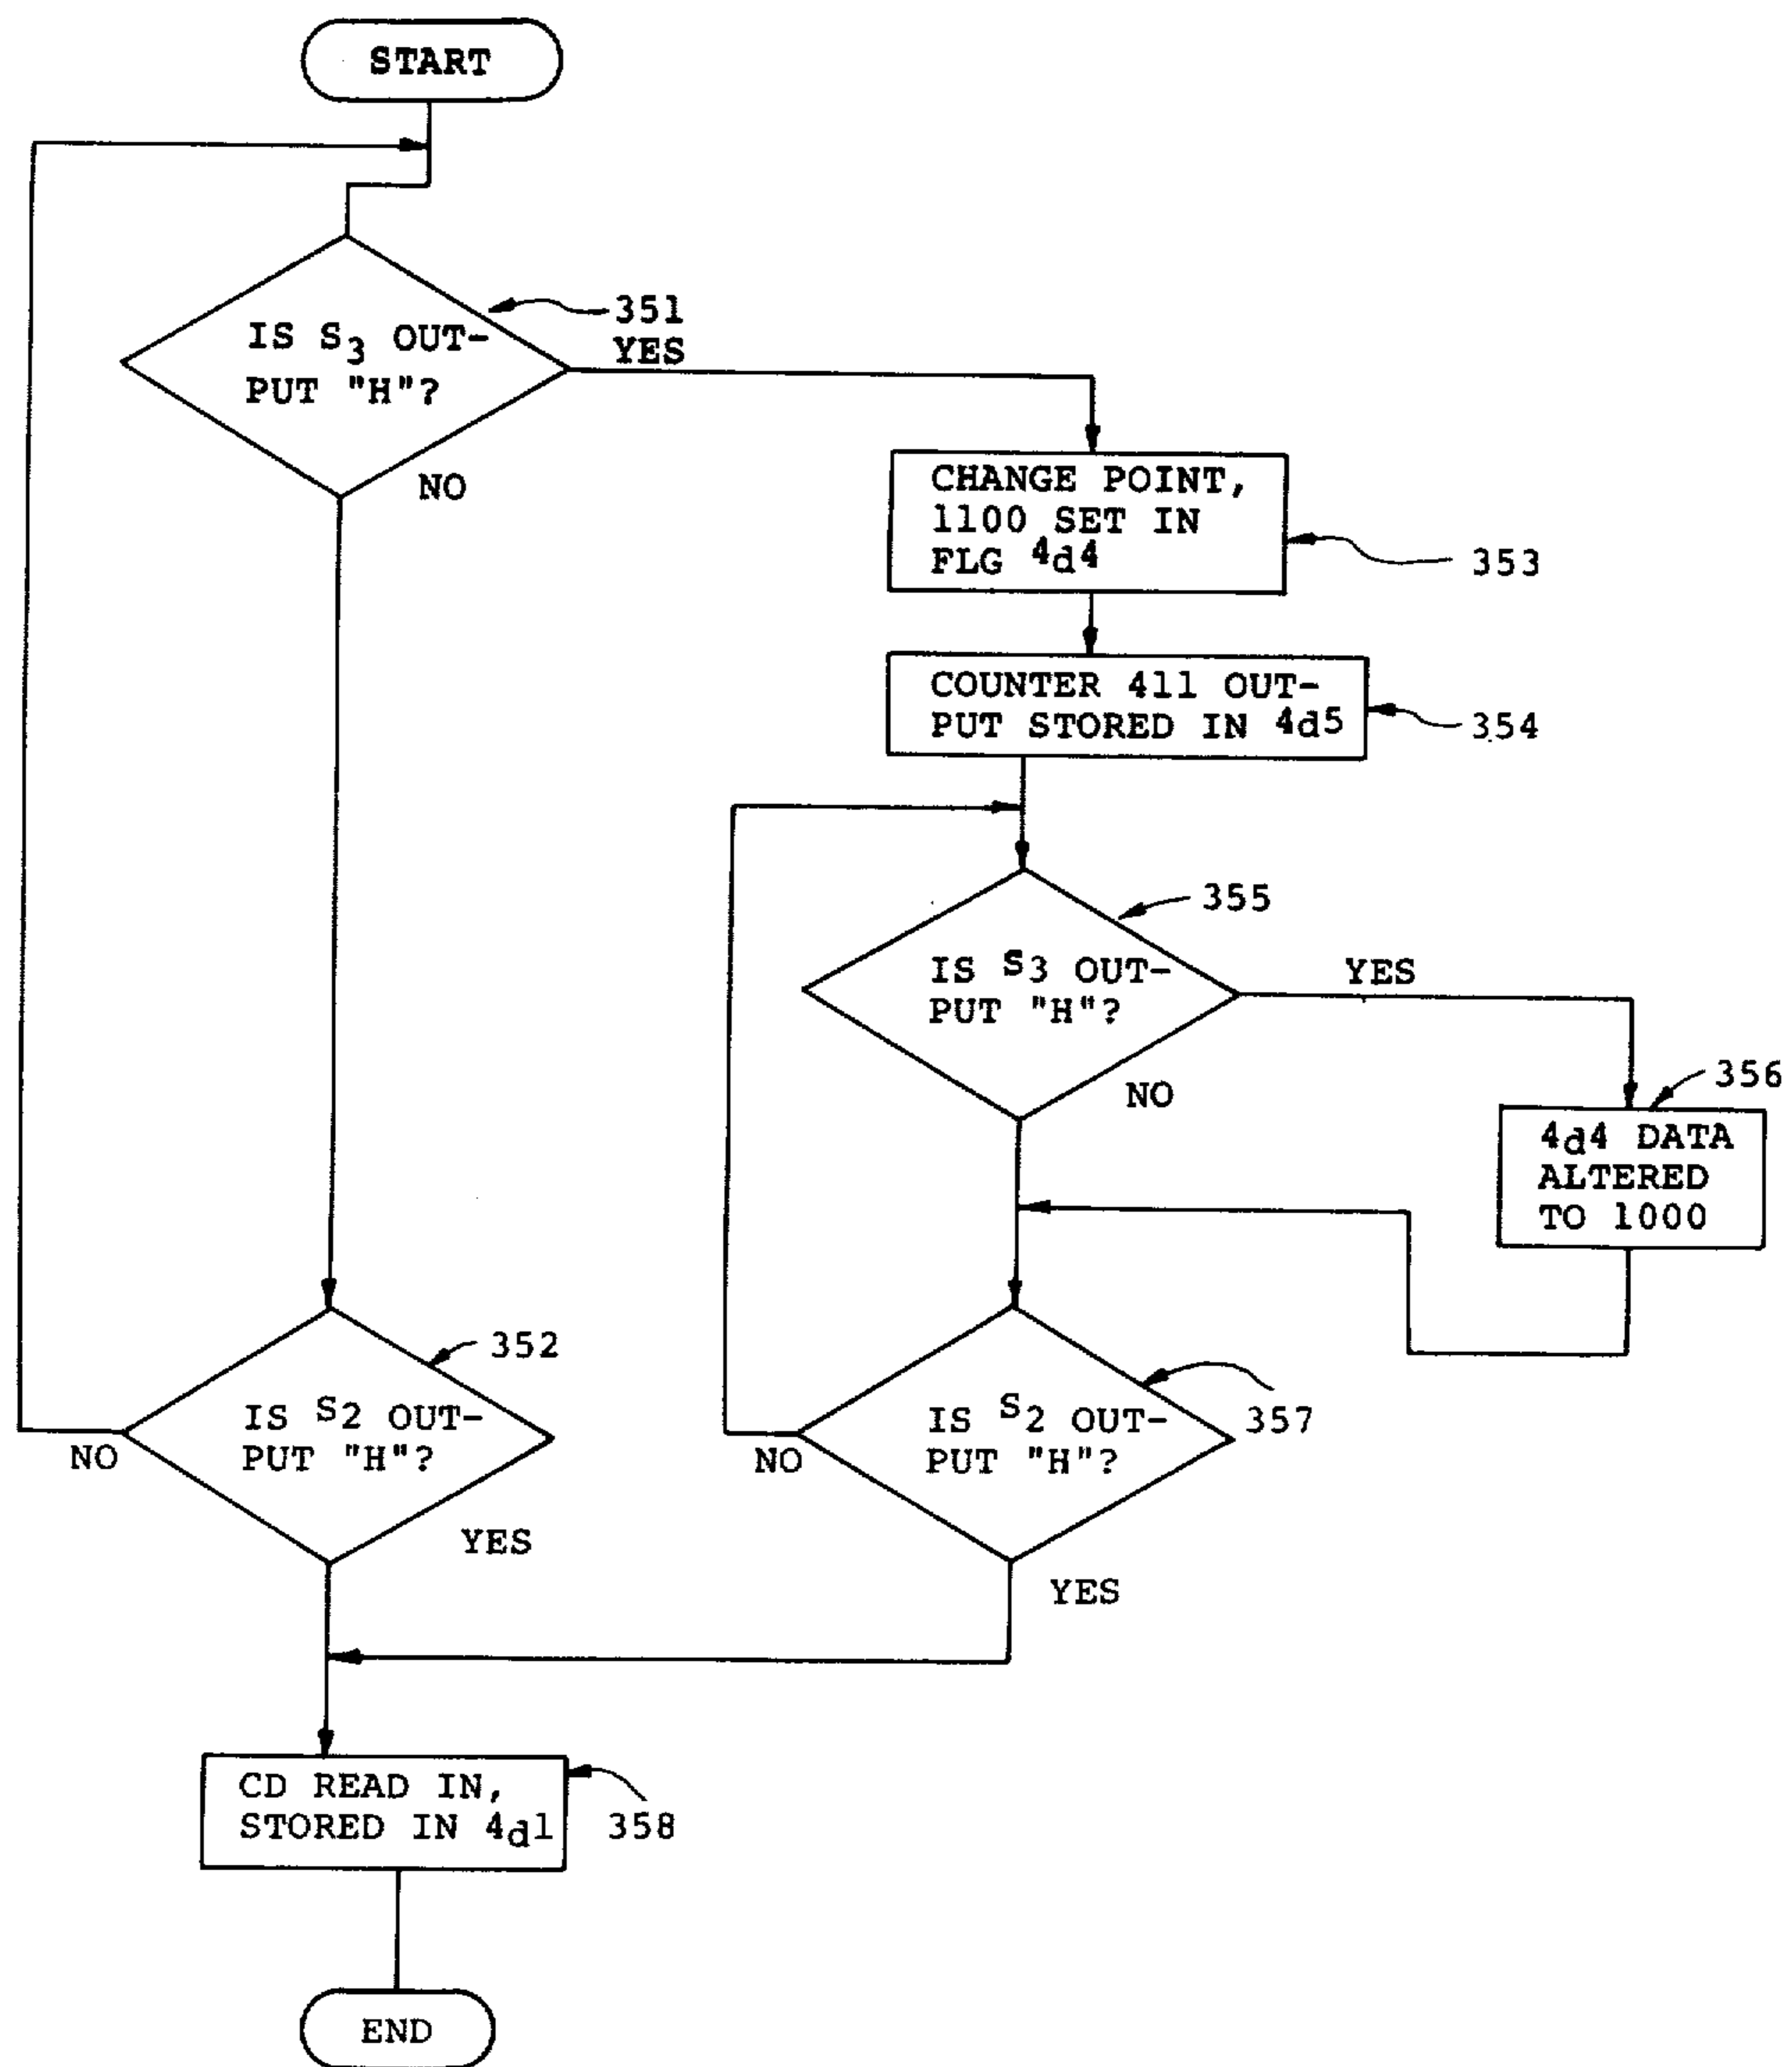 START
351
IS S3 OUT-
PUT "H"?
YES
NO
CHANGE POINT,
1100 SET IN
FLG 4d4
353
COUNTER 411 OUT-
PUT STORED IN 4d5
354
355
IS S3 OUT-
PUT "H"?
YES
NO
356
4d4 DATA
ALTERED
TO 1000
352
IS S2 OUT-
PUT "H"?
NO
YES
357
IS S2 OUT-
PUT "H"?
NO
YES
CD READ IN,
STORED IN 4d1
358
END